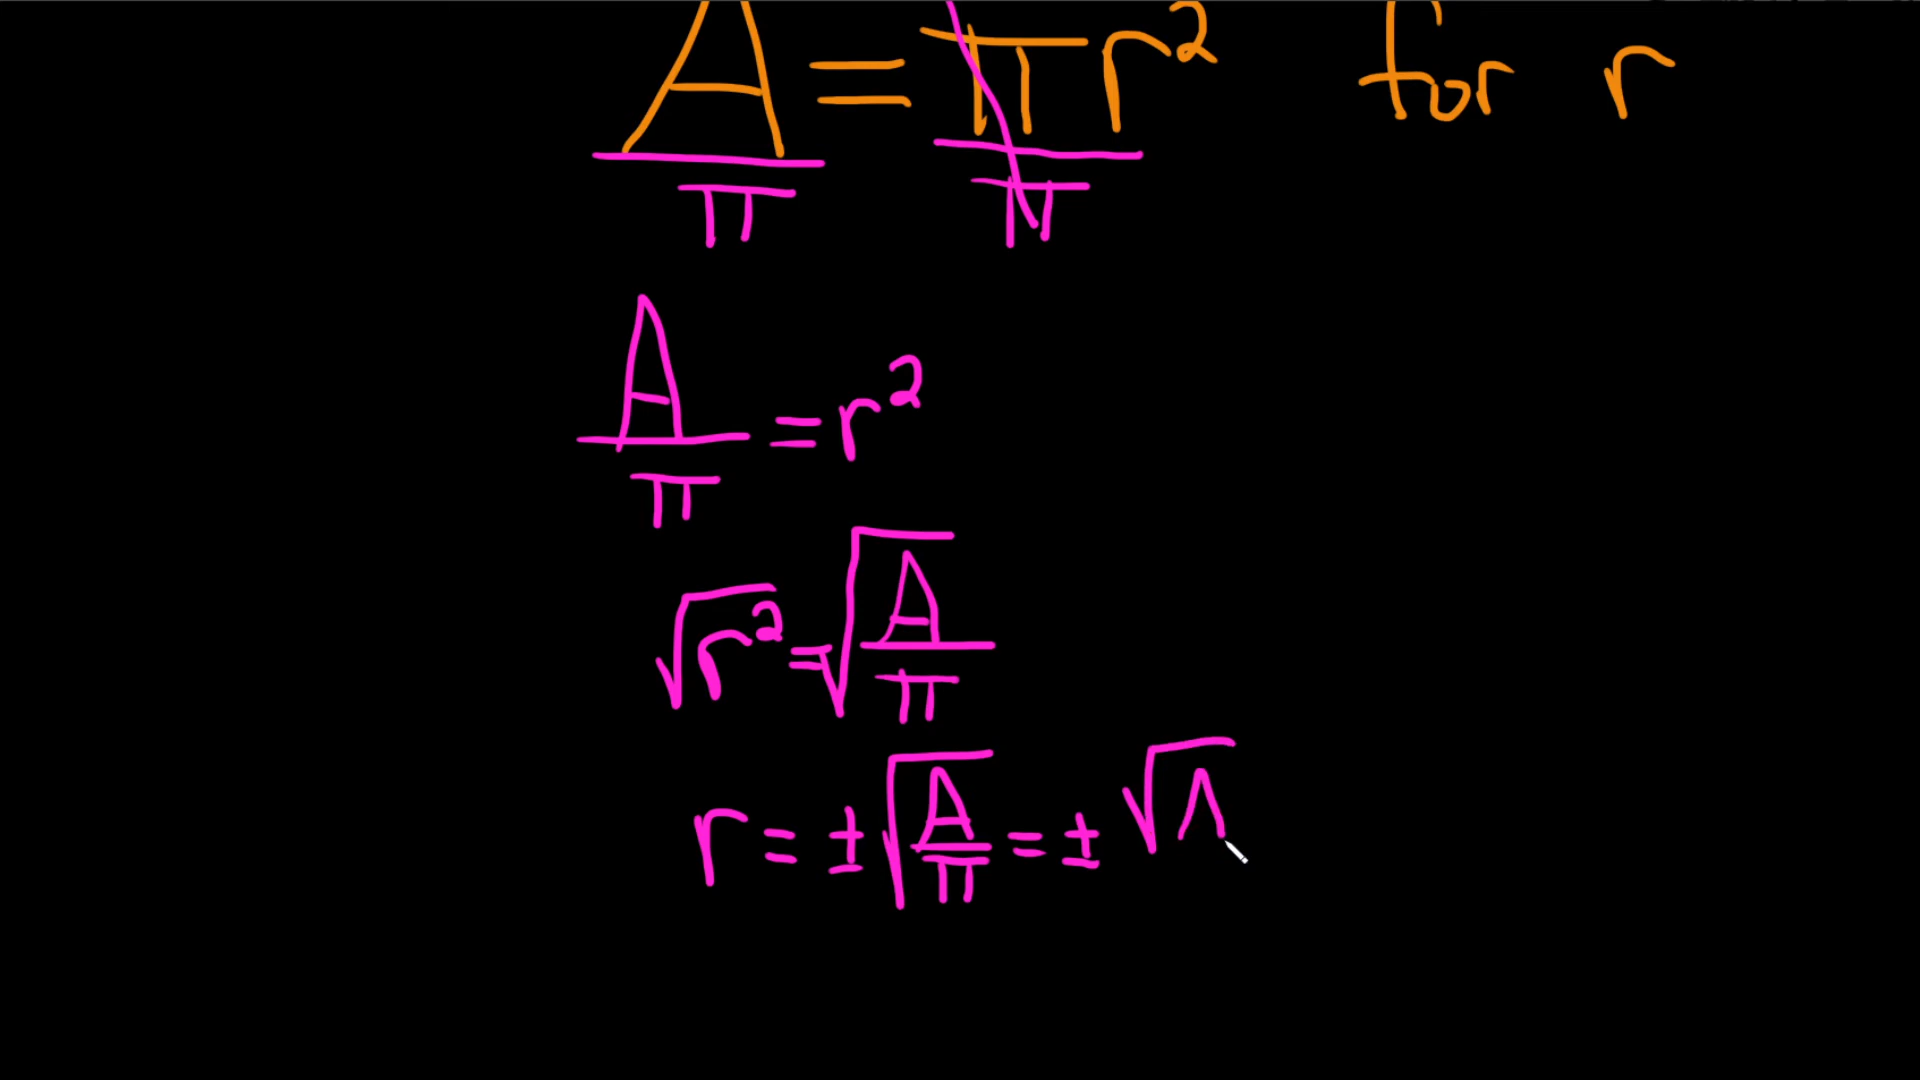 A = πr² for r
π π
A/π = r²
√r² = √A/π
r = ± √A/π = ± √A